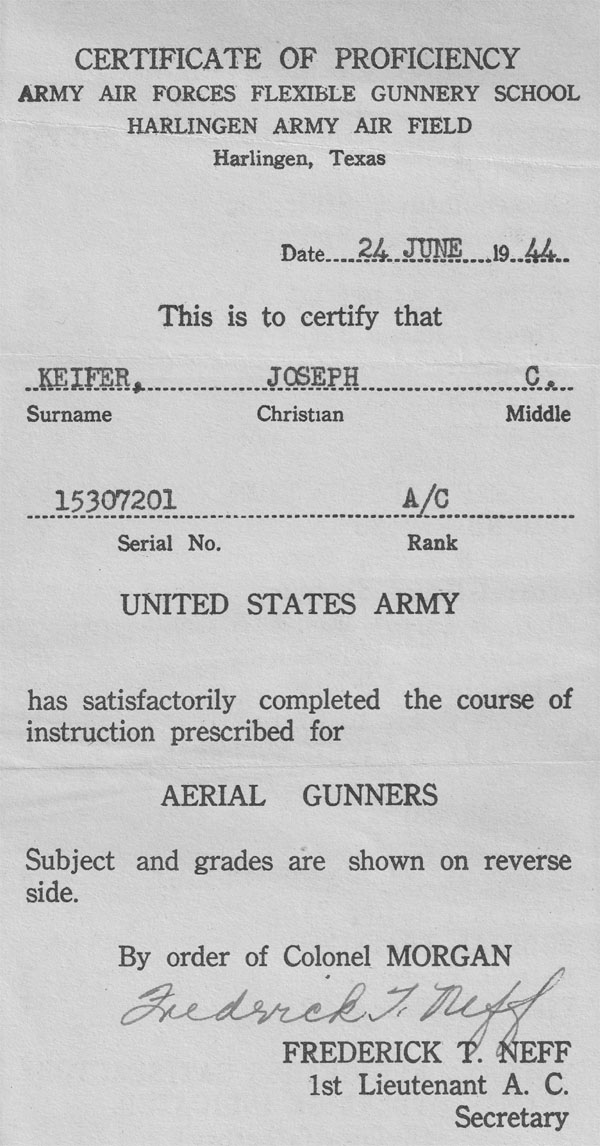 CERTIFICATE OF PROFICIENCY
ARMY AIR FORCES FLEXIBLE GUNNERY SCHOOL
HARLINGEN ARMY AIR FIELD
Harlingen, Texas
Date 24 JUNE 19 44
This is to certify that
KEIFER, JOSEPH C.
Surname Christian Middle
15307201 A/C
Serial No. Rank
UNITED STATES ARMY
has satisfactorily completed the course of
instruction prescribed for
AERIAL GUNNERS
Subject and grades are shown on reverse
side.
By order of Colonel MORGAN
Frederick T. Neff
FREDERICK T. NEFF
1st Lieutenant A. C.
Secretary